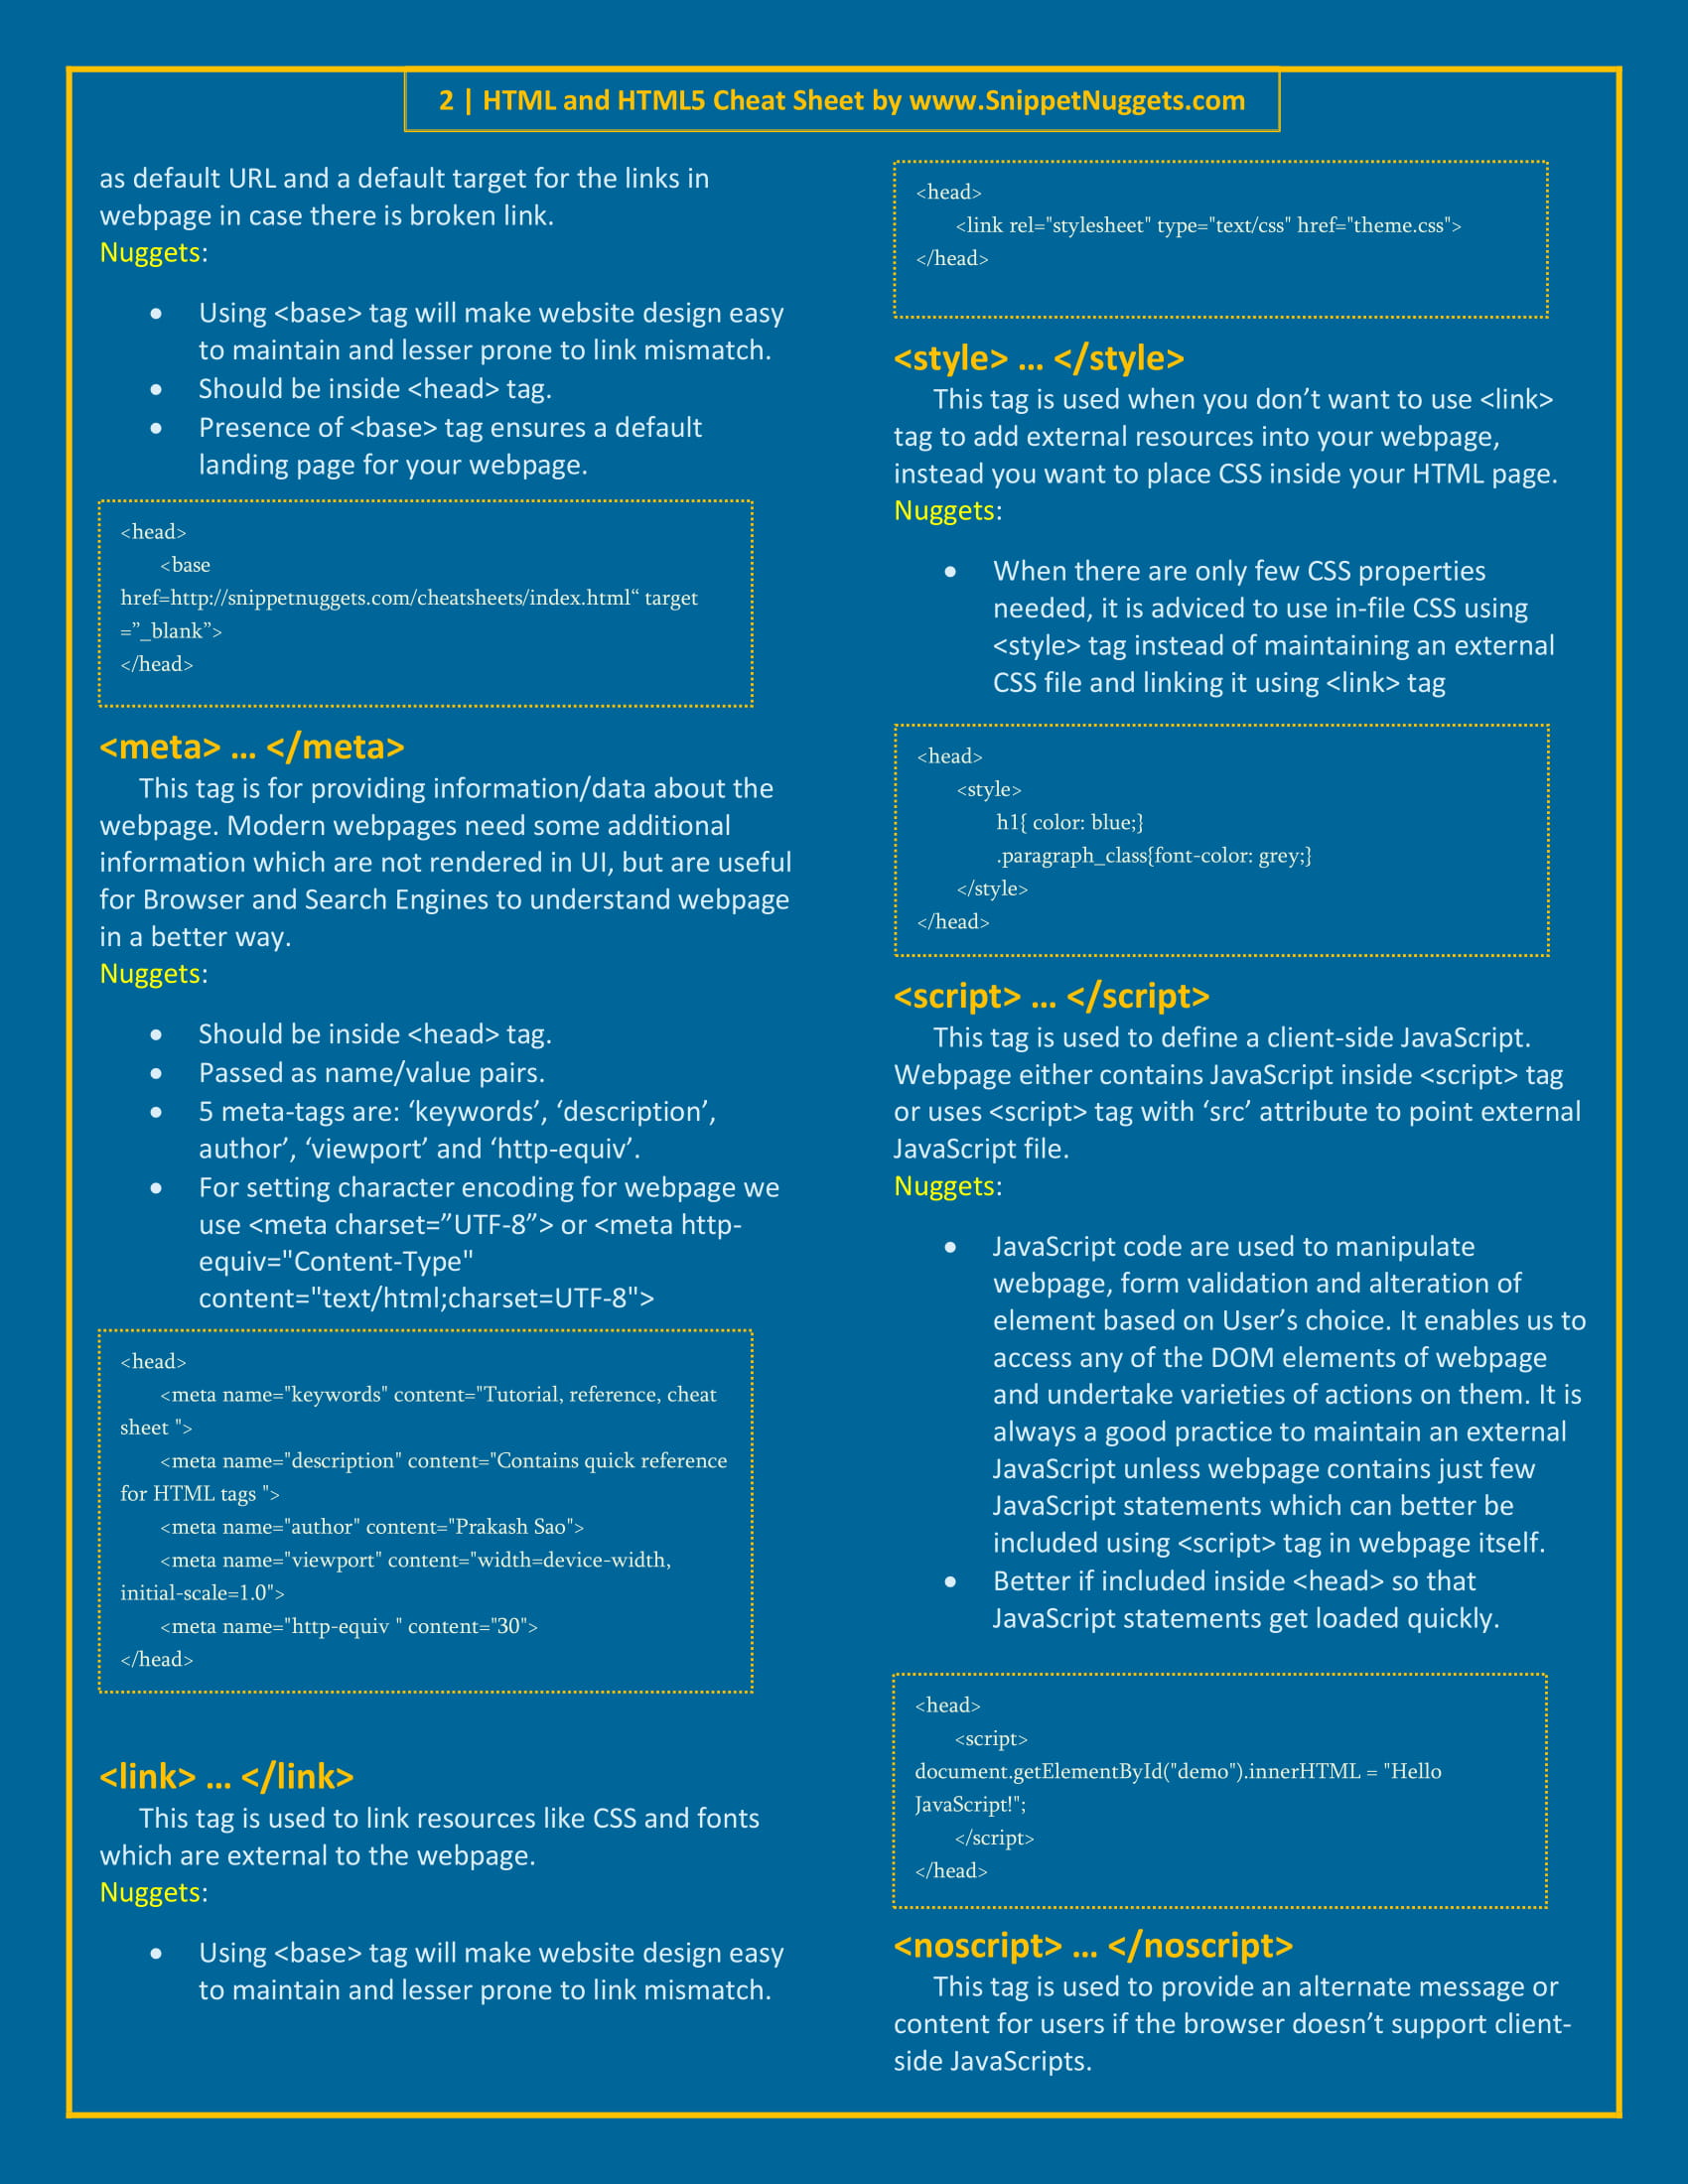 2 | HTML and HTML5 Cheat Sheet by www.SnippetNuggets.com
as default URL and a default target for the links in
webpage in case there is broken link.
Nuggets:
• Using <base> tag will make website design easy
to maintain and lesser prone to link mismatch.
• Should be inside <head> tag.
• Presence of <base> tag ensures a default
landing page for your webpage.
<head>
<base
href=http://snippetnuggets.com/cheatsheets/index.html“ target
=”_blank”>
</head>
<meta> … </meta>
This tag is for providing information/data about the
webpage. Modern webpages need some additional
information which are not rendered in UI, but are useful
for Browser and Search Engines to understand webpage
in a better way.
Nuggets:
• Should be inside <head> tag.
• Passed as name/value pairs.
• 5 meta-tags are: ‘keywords’, ‘description’,
author’, ‘viewport’ and ‘http-equiv’.
• For setting character encoding for webpage we
use <meta charset=”UTF-8”> or <meta http-
equiv="Content-Type"
content="text/html;charset=UTF-8">
<head>
<meta name="keywords" content="Tutorial, reference, cheat
sheet ">
<meta name="description" content="Contains quick reference
for HTML tags ">
<meta name="author" content="Prakash Sao">
<meta name="viewport" content="width=device-width,
initial-scale=1.0">
<meta name="http-equiv " content="30">
</head>
<link> … </link>
This tag is used to link resources like CSS and fonts
which are external to the webpage.
Nuggets:
• Using <base> tag will make website design easy
to maintain and lesser prone to link mismatch.
<head>
<link rel="stylesheet" type="text/css" href="theme.css">
</head>
<style> … </style>
This tag is used when you don’t want to use <link>
tag to add external resources into your webpage,
instead you want to place CSS inside your HTML page.
Nuggets:
• When there are only few CSS properties
needed, it is adviced to use in-file CSS using
<style> tag instead of maintaining an external
CSS file and linking it using <link> tag
<head>
<style>
h1{ color: blue;}
.paragraph_class{font-color: grey;}
</style>
</head>
<script> … </script>
This tag is used to define a client-side JavaScript.
Webpage either contains JavaScript inside <script> tag
or uses <script> tag with ‘src’ attribute to point external
JavaScript file.
Nuggets:
• JavaScript code are used to manipulate
webpage, form validation and alteration of
element based on User’s choice. It enables us to
access any of the DOM elements of webpage
and undertake varieties of actions on them. It is
always a good practice to maintain an external
JavaScript unless webpage contains just few
JavaScript statements which can better be
included using <script> tag in webpage itself.
• Better if included inside <head> so that
JavaScript statements get loaded quickly.
<head>
<script>
document.getElementById("demo").innerHTML = "Hello
JavaScript!";
</script>
</head>
<noscript> … </noscript>
This tag is used to provide an alternate message or
content for users if the browser doesn’t support client-
side JavaScripts.